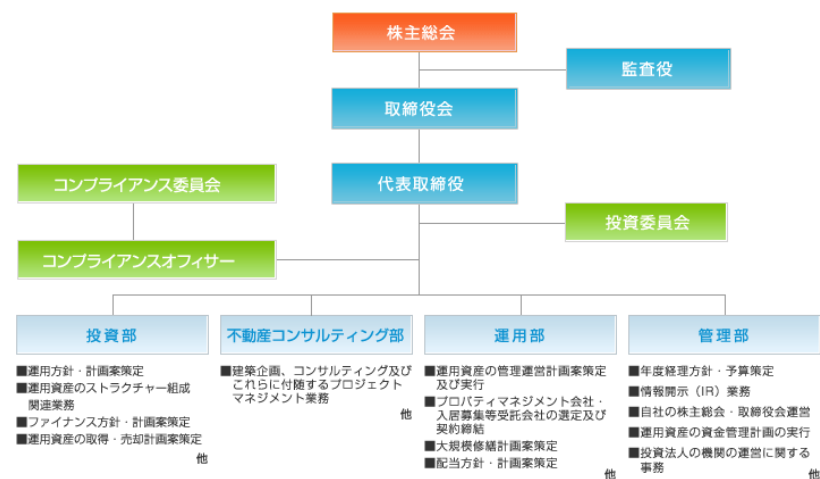 株主総会
監査役
取締役会
代表取締役
コンプライアンス委員会
投資委員会
コンプライアンスオフィサー
投資部
■運用方針・計画案策定
■運用資産のストラクチャー組成
関連業務
■ファイナンス方針・計画案策定
■運用資産の取得・売却計画案策定
他
不動産コンサルティング部
■建築企画、コンサルティング及び
これらに付随するプロジェクト
マネジメント業務
他
運用部
■運用資産の管理運営計画案策定
及び実行
■プロパティマネジメント会社・
入居募集等受託会社の選定及び
契約締結
■大規模修繕計画案策定
■配当方針・計画案策定
他
管理部
■年度経理方針・予算策定
■情報開示（IR）業務
■自社の株主総会・取締役会運営
■運用資産の資金管理計画の実行
■投資法人の機関の運営に関する
事務
他